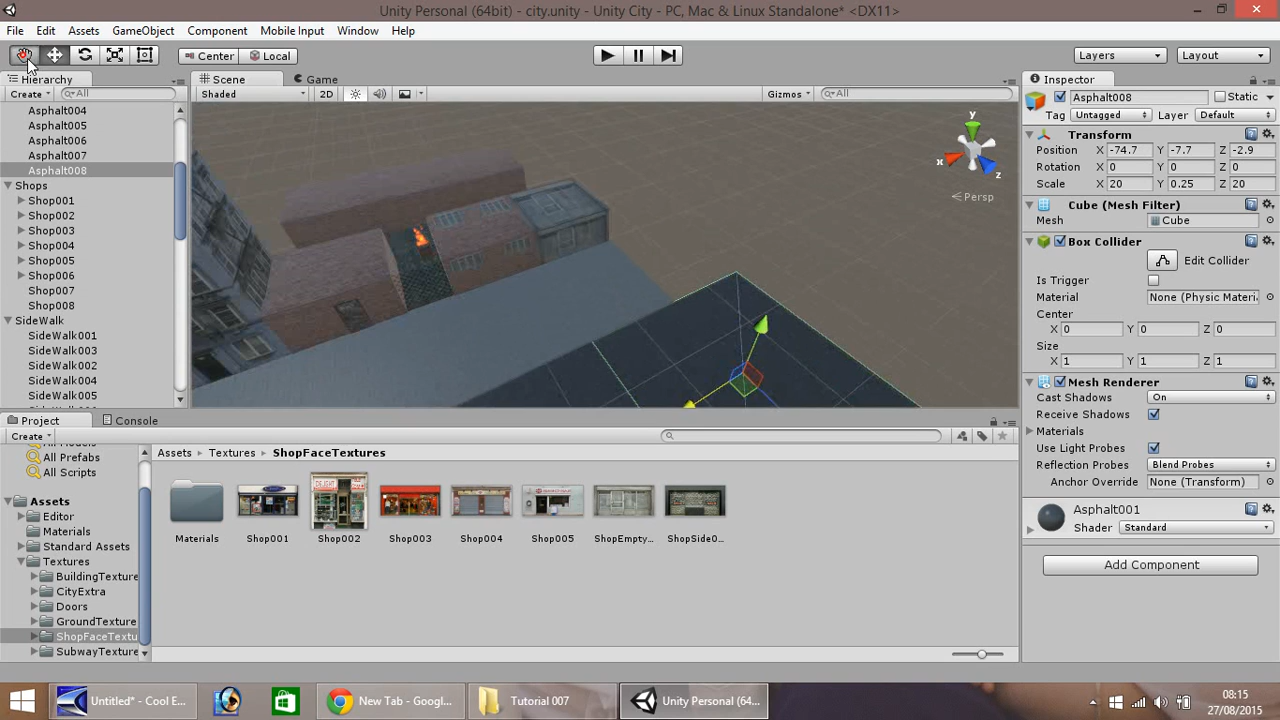 Unity Personal (64bit) - city.unity - Unity City - PC, Mac & Linux Standalone* <DX11>
File Edit Assets GameObject Component Mobile Input Window Help
Center Local Layers Layout
Hierarchy Scene Game Inspector
Create All Shaded 2D Gizmos All
Asphalt008 Static
Tag Untagged Layer Default
Asphalt004
Asphalt005
Asphalt006
Asphalt007
Asphalt008
Shops
Shop001
Shop002
Shop003
Shop004
Shop005
Shop006
Shop007
Shop008
SideWalk
SideWalk001
SideWalk003
SideWalk002
SideWalk004
SideWalk005
y
x
z
Persp
Transform
Position X -74.7 Y -7.7 Z -2.9
Rotation X 0 Y 0 Z 0
Scale X 20 Y 0.25 Z 20
Cube (Mesh Filter)
Mesh Cube
Box Collider
Edit Collider
Is Trigger
Material None (Physic Materi
Center
X 0 Y 0 Z 0
Size
X 1 Y 1 Z 1
Mesh Renderer
Cast Shadows On
Receive Shadows
Materials
Use Light Probes
Reflection Probes Blend Probes
Anchor Override None (Transform)
Asphalt001
Shader Standard
Add Component
Project Console
Create
All Prefabs
All Scripts
Assets
Editor
Materials
Standard Assets
Textures
BuildingTexture
CityExtra
Doors
GroundTexture
ShopFaceTextu
SubwayTexture
Assets Textures ShopFaceTextures
Materials Shop001 Shop002 Shop003 Shop004 Shop005 ShopEmpty... ShopSide0...
Untitled* - Cool E... New Tab - Googl... Tutorial 007 Unity Personal (64...
08:15
27/08/2015